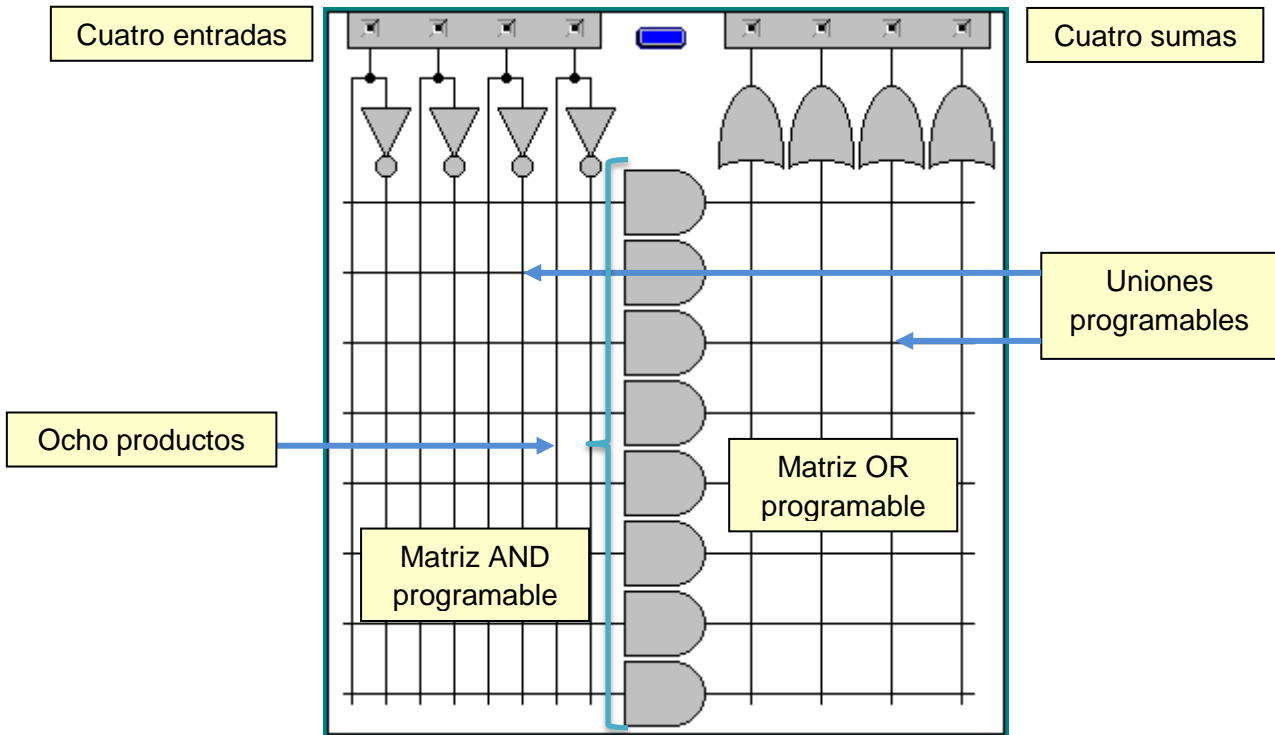 Cuatro entradas
Cuatro sumas
Uniones
programables
Ocho productos
Matriz OR
programable
Matriz AND
programable